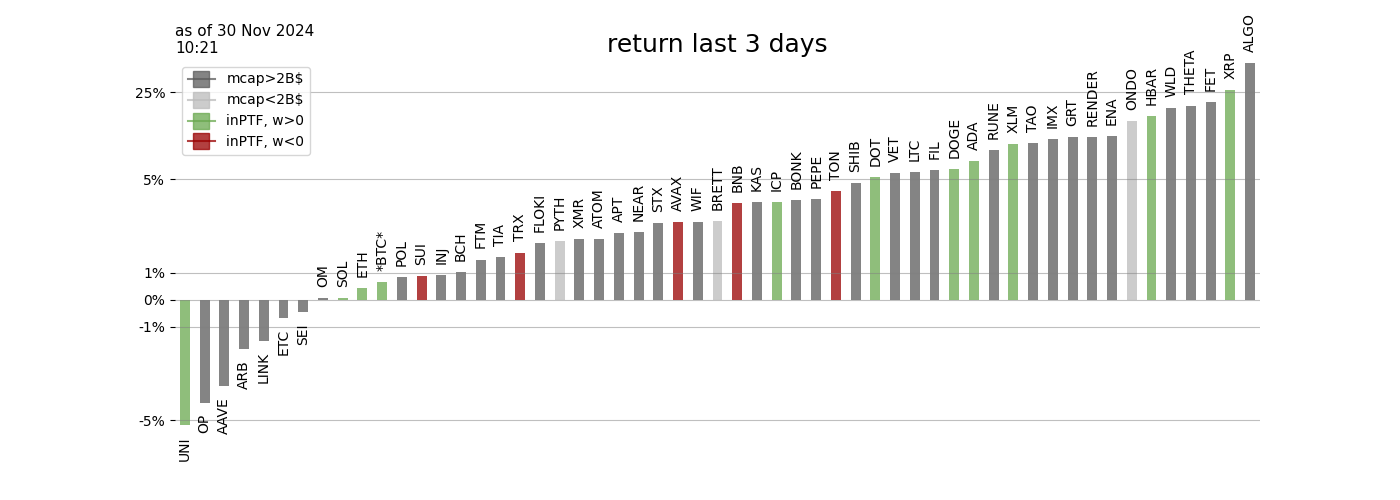 as of 30 Nov 2024
10:21
return last 3 days
mcap>2B$
mcap<2B$
inPTF, w>0
inPTF, w<0
25%
5%
1%
0%
-1%
-5%
UNI
OP
AAVE
ARB
LINK
ETC
SEI
OM
SOL
ETH
*BTC*
POL
SUI
INJ
BCH
FTM
TIA
TRX
FLOKI
PYTH
XMR
ATOM
APT
NEAR
STX
AVAX
WIF
BRETT
BNB
KAS
ICP
BONK
PEPE
TON
SHIB
DOT
VET
LTC
FIL
DOGE
ADA
RUNE
XLM
TAO
IMX
GRT
RENDER
ENA
ONDO
HBAR
WLD
THETA
FET
XRP
ALGO